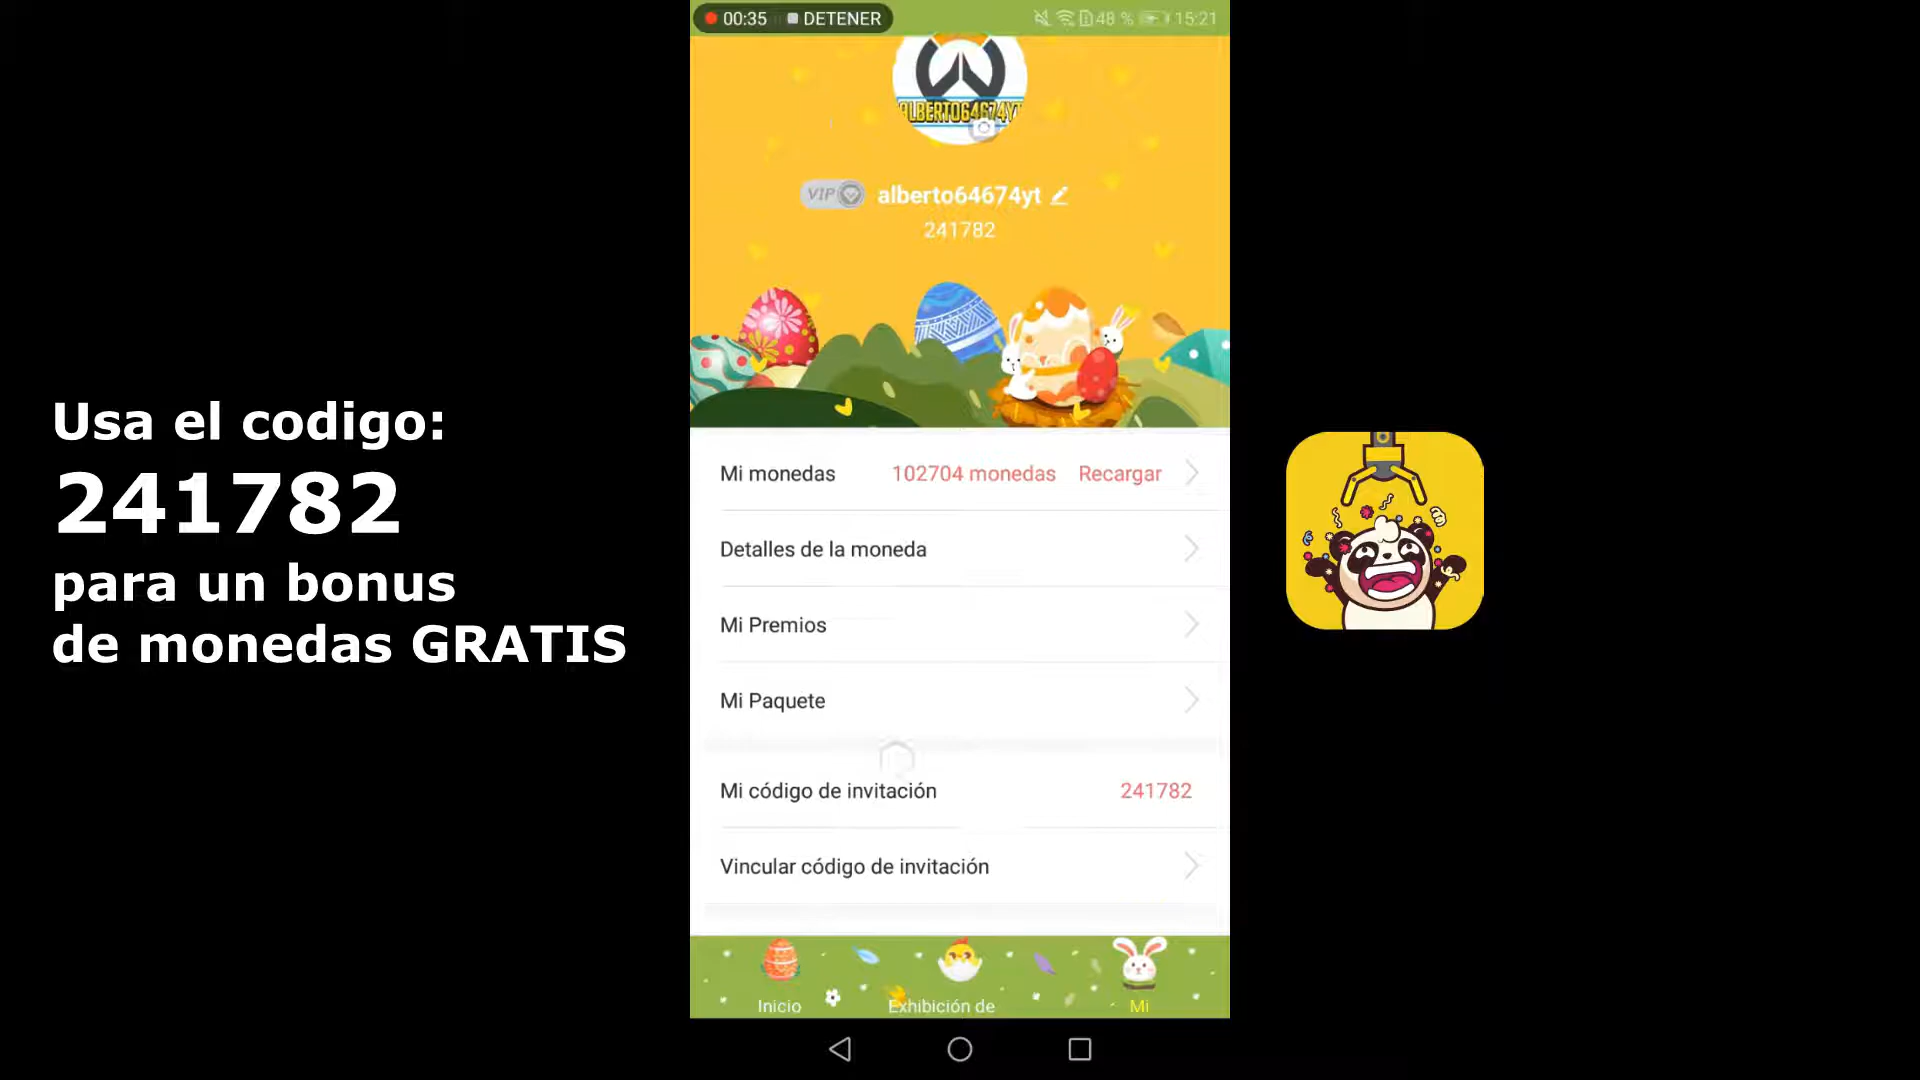 00:35 DETENER 48 % 15:21
ALBERTO64674YT
VIP alberto64674yt
241782
Usa el codigo:
241782
para un bonus
de monedas GRATIS
Mi monedas 102704 monedas Recargar
Detalles de la moneda
Mi Premios
Mi Paquete
Mi código de invitación 241782
Vincular código de invitación
Inicio Exhibición de Mi